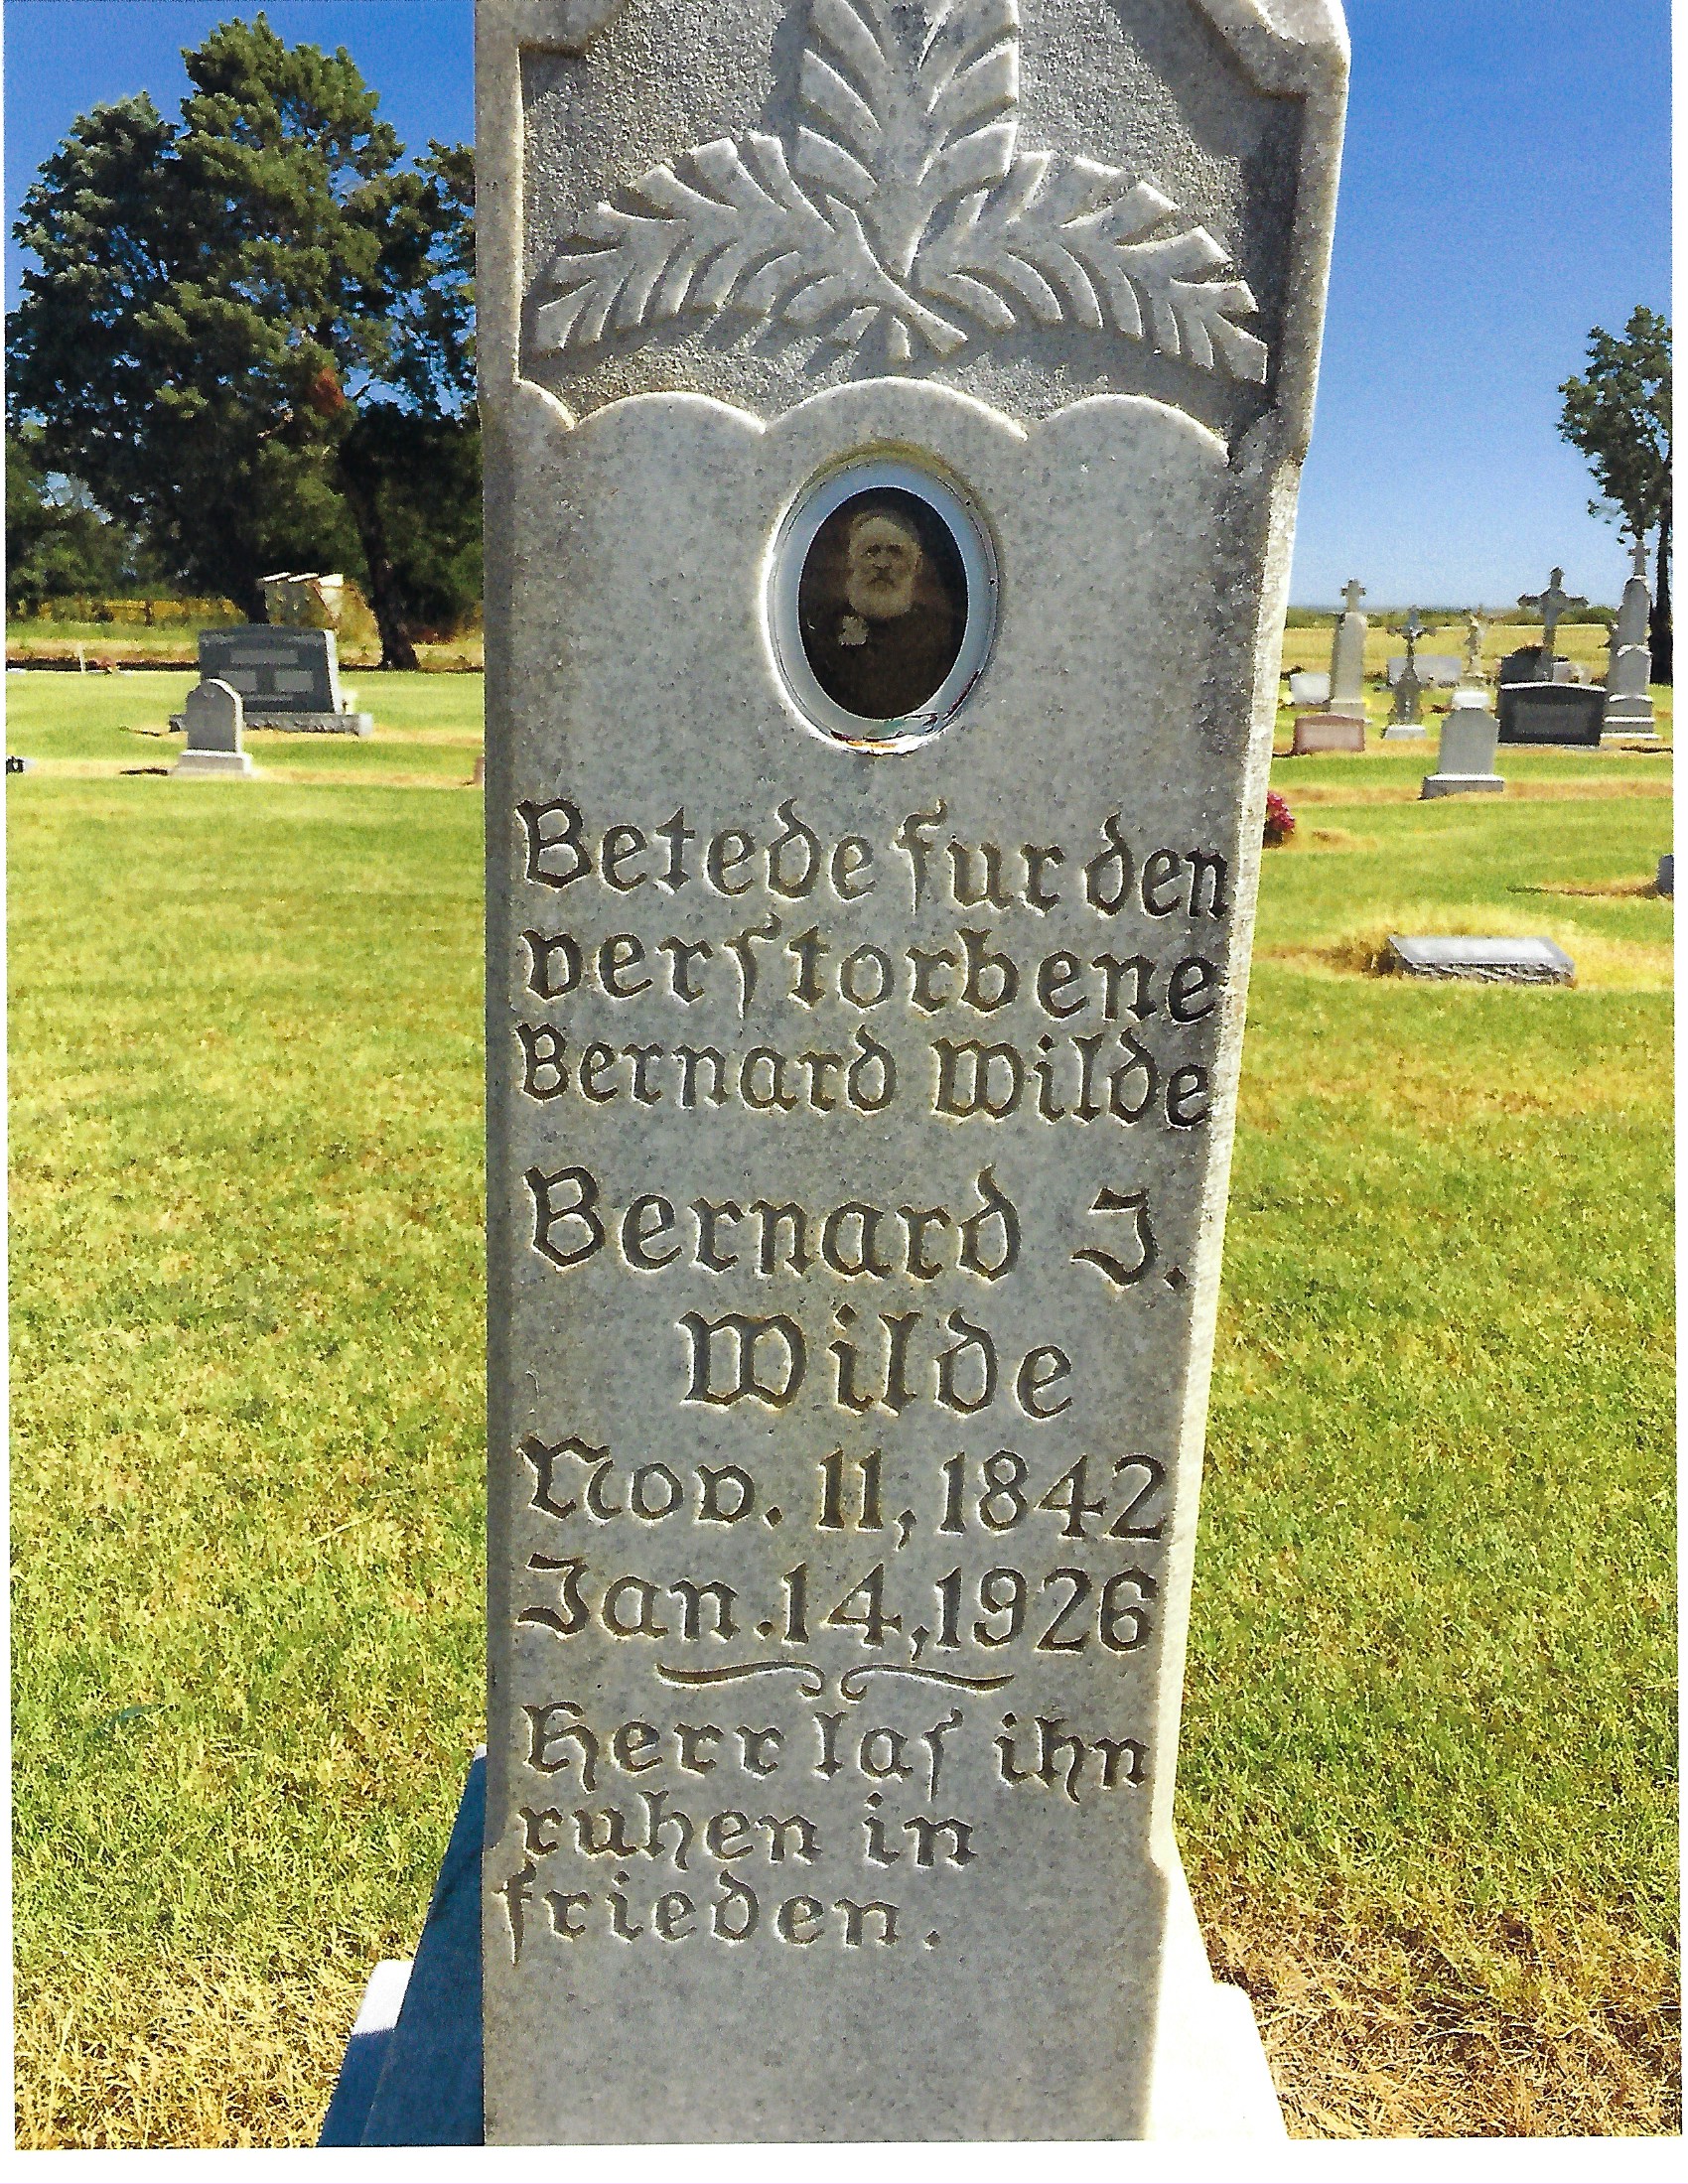 Betede fur den
verstorbene
Bernard Wilde
Bernard J.
Wilde
Nov. 11, 1842
Jan. 14, 1926
Herr las ihn
ruhen in
frieden.